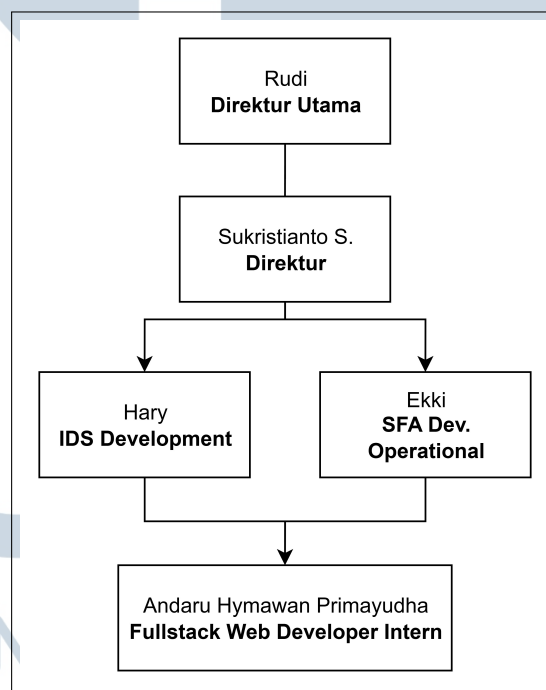 Rudi
Direktur Utama
Sukristianto S.
Direktur
Hary
IDS Development
Ekki
SFA Dev.
Operational
Andaru Hymawan Primayudha
Fullstack Web Developer Intern